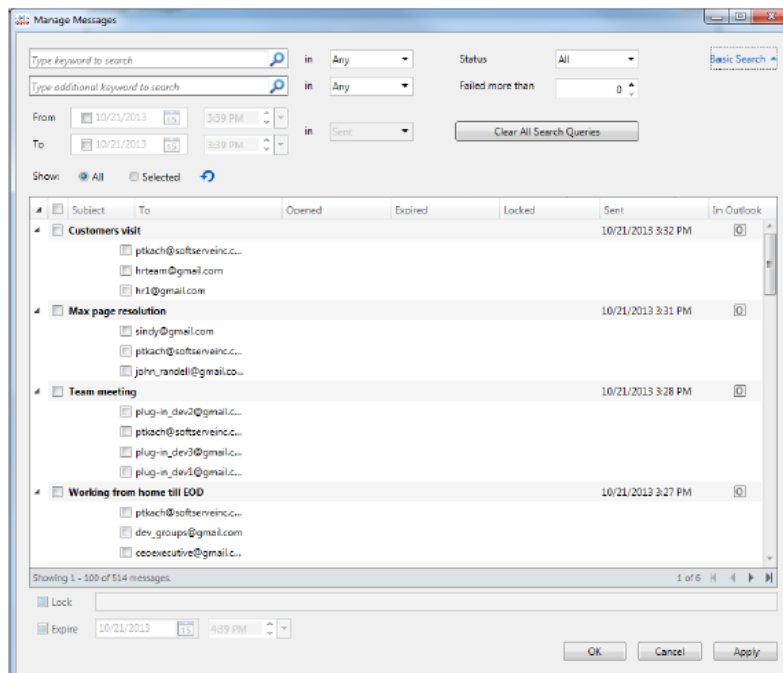 Manage Messages
Type keyword to search in Any Status All Basic Search
Type additional keyword to search in Any Failed more than 0
From 10/21/2013 15 3:39 PM
in Sent Clear All Search Queries
To 10/21/2013 15 3:39 PM
Show: All Selected
Subject To Opened Expired Locked Sent In Outlook
Customers visit 10/21/2013 3:32 PM
ptkach@softserveinc.c...
hrteam@gmail.com
hr1@gmail.com
Max page resolution 10/21/2013 3:31 PM
sindy@gmail.com
ptkach@softserveinc.c...
john_randell@gmail.co...
Team meeting 10/21/2013 3:28 PM
plug-in_dev2@gmail.c...
ptkach@softserveinc.c...
plug-in_dev3@gmail.c...
plug-in_dev1@gmail.c...
Working from home till EOD 10/21/2013 3:27 PM
ptkach@softserveinc.c...
dev_groups@gmail.com
ceoexecutive@gmail.c...
Showing 1 - 100 of 514 messages. 1 of 6
Lock
Expire 10/21/2013 15 4:39 PM
OK Cancel Apply